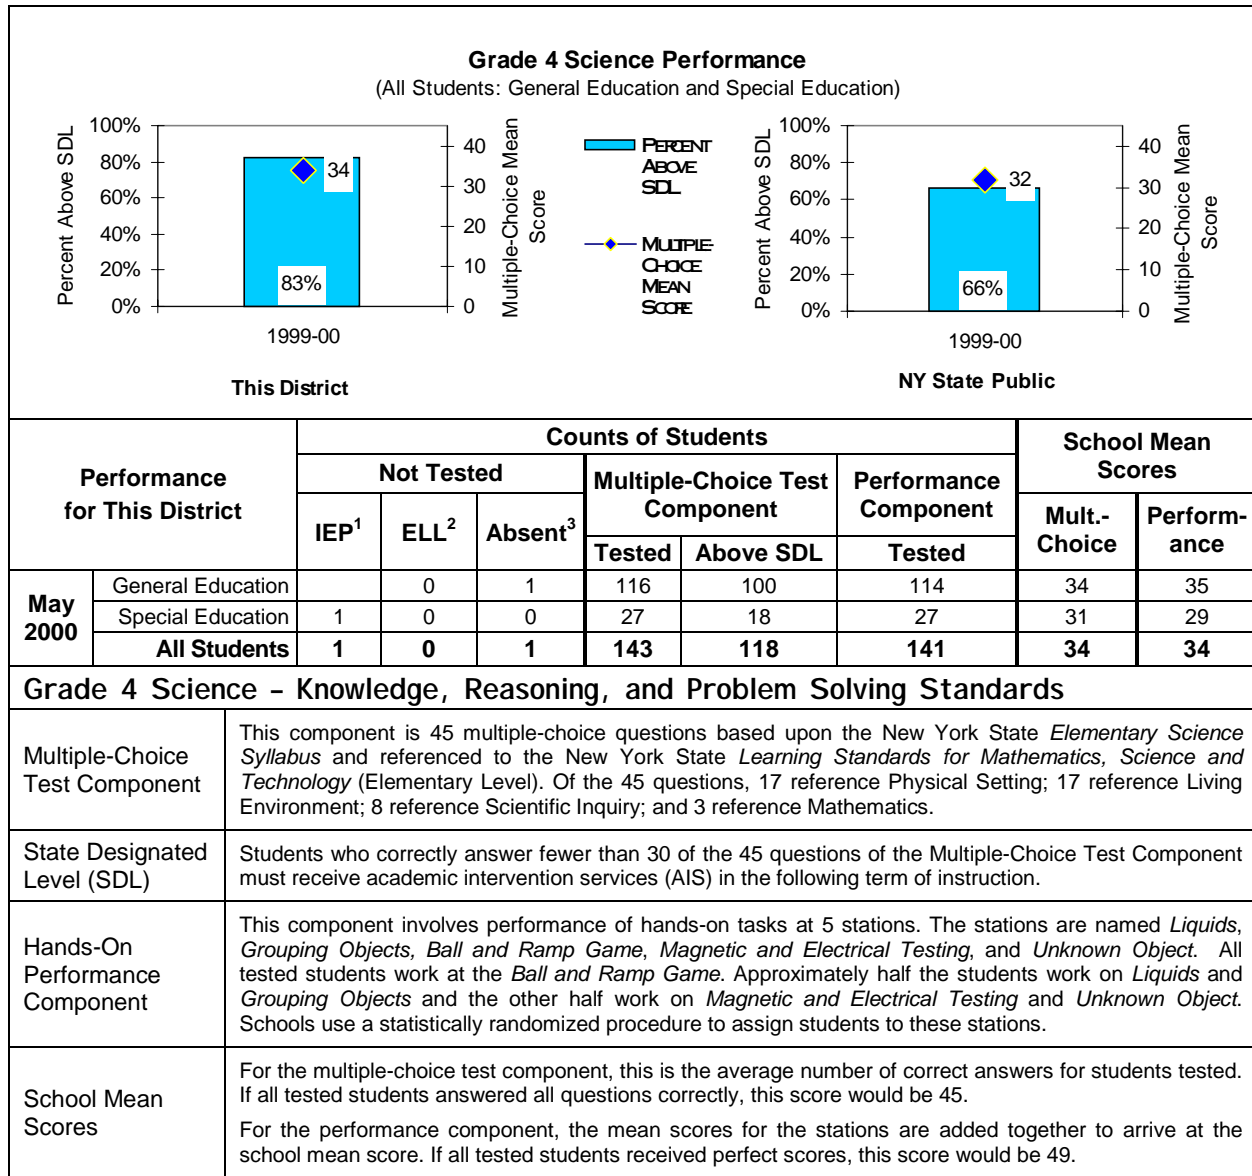 Grade 4 Science Performance
(All Students: General Education and Special Education)
Percent Above SDL
100%
80%
60%
40%
20%
0%
34
83%
40
30
20
10
0
Multiple-Choice Mean
Score
1999-00
This District
PERCENT
ABOVE
SDL
MULTIPLE-
CHOICE
MEAN
SCORE
Percent Above SDL
100%
80%
60%
40%
20%
0%
32
66%
40
30
20
10
0
Multiple-Choice Mean
Score
1999-00
NY State Public
Performance
for This District
Counts of Students
School Mean
Scores
Not Tested
Multiple-Choice Test
Component
Performance
Component
IEP1 ELL2 Absent3
Mult.-
Choice
Perform-
ance
Tested Above SDL Tested
May
2000
General Education 0 1 116 100 114 34 35
Special Education 1 0 0 27 18 27 31 29
All Students 1 0 1 143 118 141 34 34
Grade 4 Science – Knowledge, Reasoning, and Problem Solving Standards
Multiple-Choice
Test Component
This component is 45 multiple-choice questions based upon the New York State Elementary Science
Syllabus and referenced to the New York State Learning Standards for Mathematics, Science and
Technology (Elementary Level). Of the 45 questions, 17 reference Physical Setting; 17 reference Living
Environment; 8 reference Scientific Inquiry; and 3 reference Mathematics.
State Designated
Level (SDL)
Students who correctly answer fewer than 30 of the 45 questions of the Multiple-Choice Test Component
must receive academic intervention services (AIS) in the following term of instruction.
Hands-On
Performance
Component
This component involves performance of hands-on tasks at 5 stations. The stations are named Liquids,
Grouping Objects, Ball and Ramp Game, Magnetic and Electrical Testing, and Unknown Object. All
tested students work at the Ball and Ramp Game. Approximately half the students work on Liquids and
Grouping Objects and the other half work on Magnetic and Electrical Testing and Unknown Object.
Schools use a statistically randomized procedure to assign students to these stations.
School Mean
Scores
For the multiple-choice test component, this is the average number of correct answers for students tested.
If all tested students answered all questions correctly, this score would be 45.
For the performance component, the mean scores for the stations are added together to arrive at the
school mean score. If all tested students received perfect scores, this score would be 49.